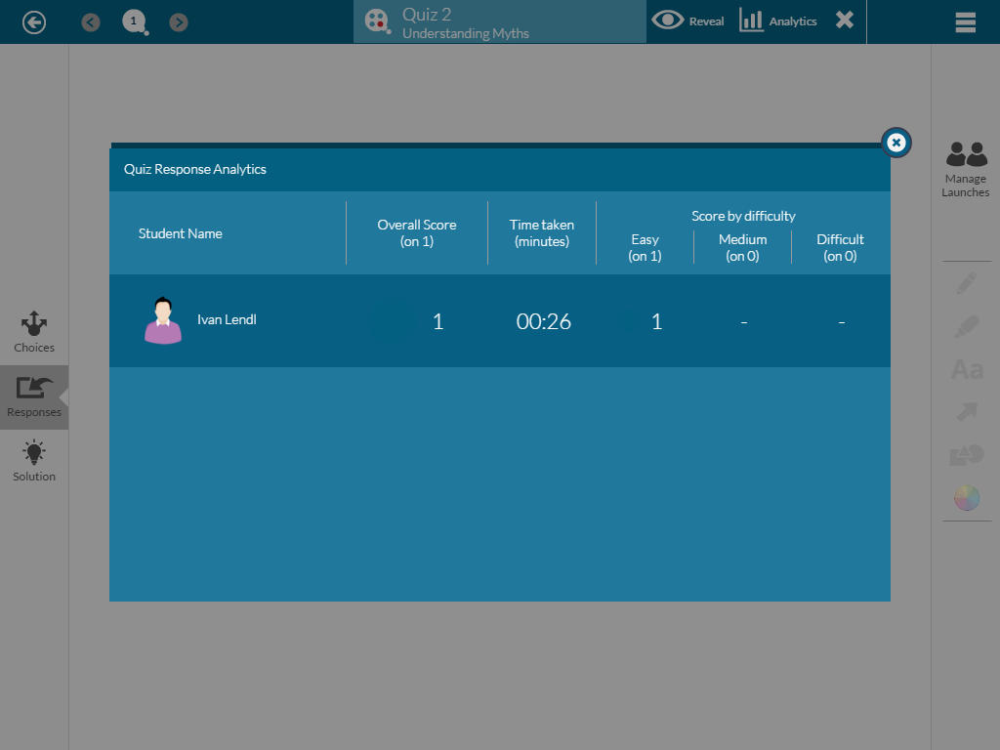 1
Quiz 2
Understanding Myths
Reveal
Analytics
Quiz Response Analytics
Student Name
Overall Score
(on 1)
Time taken
(minutes)
Score by difficulty
Easy
(on 1)
Medium
(on 0)
Difficult
(on 0)
Ivan Lendl
1
00:26
1
-
-
Choices
Responses
Solution
Manage
Launches
Aa